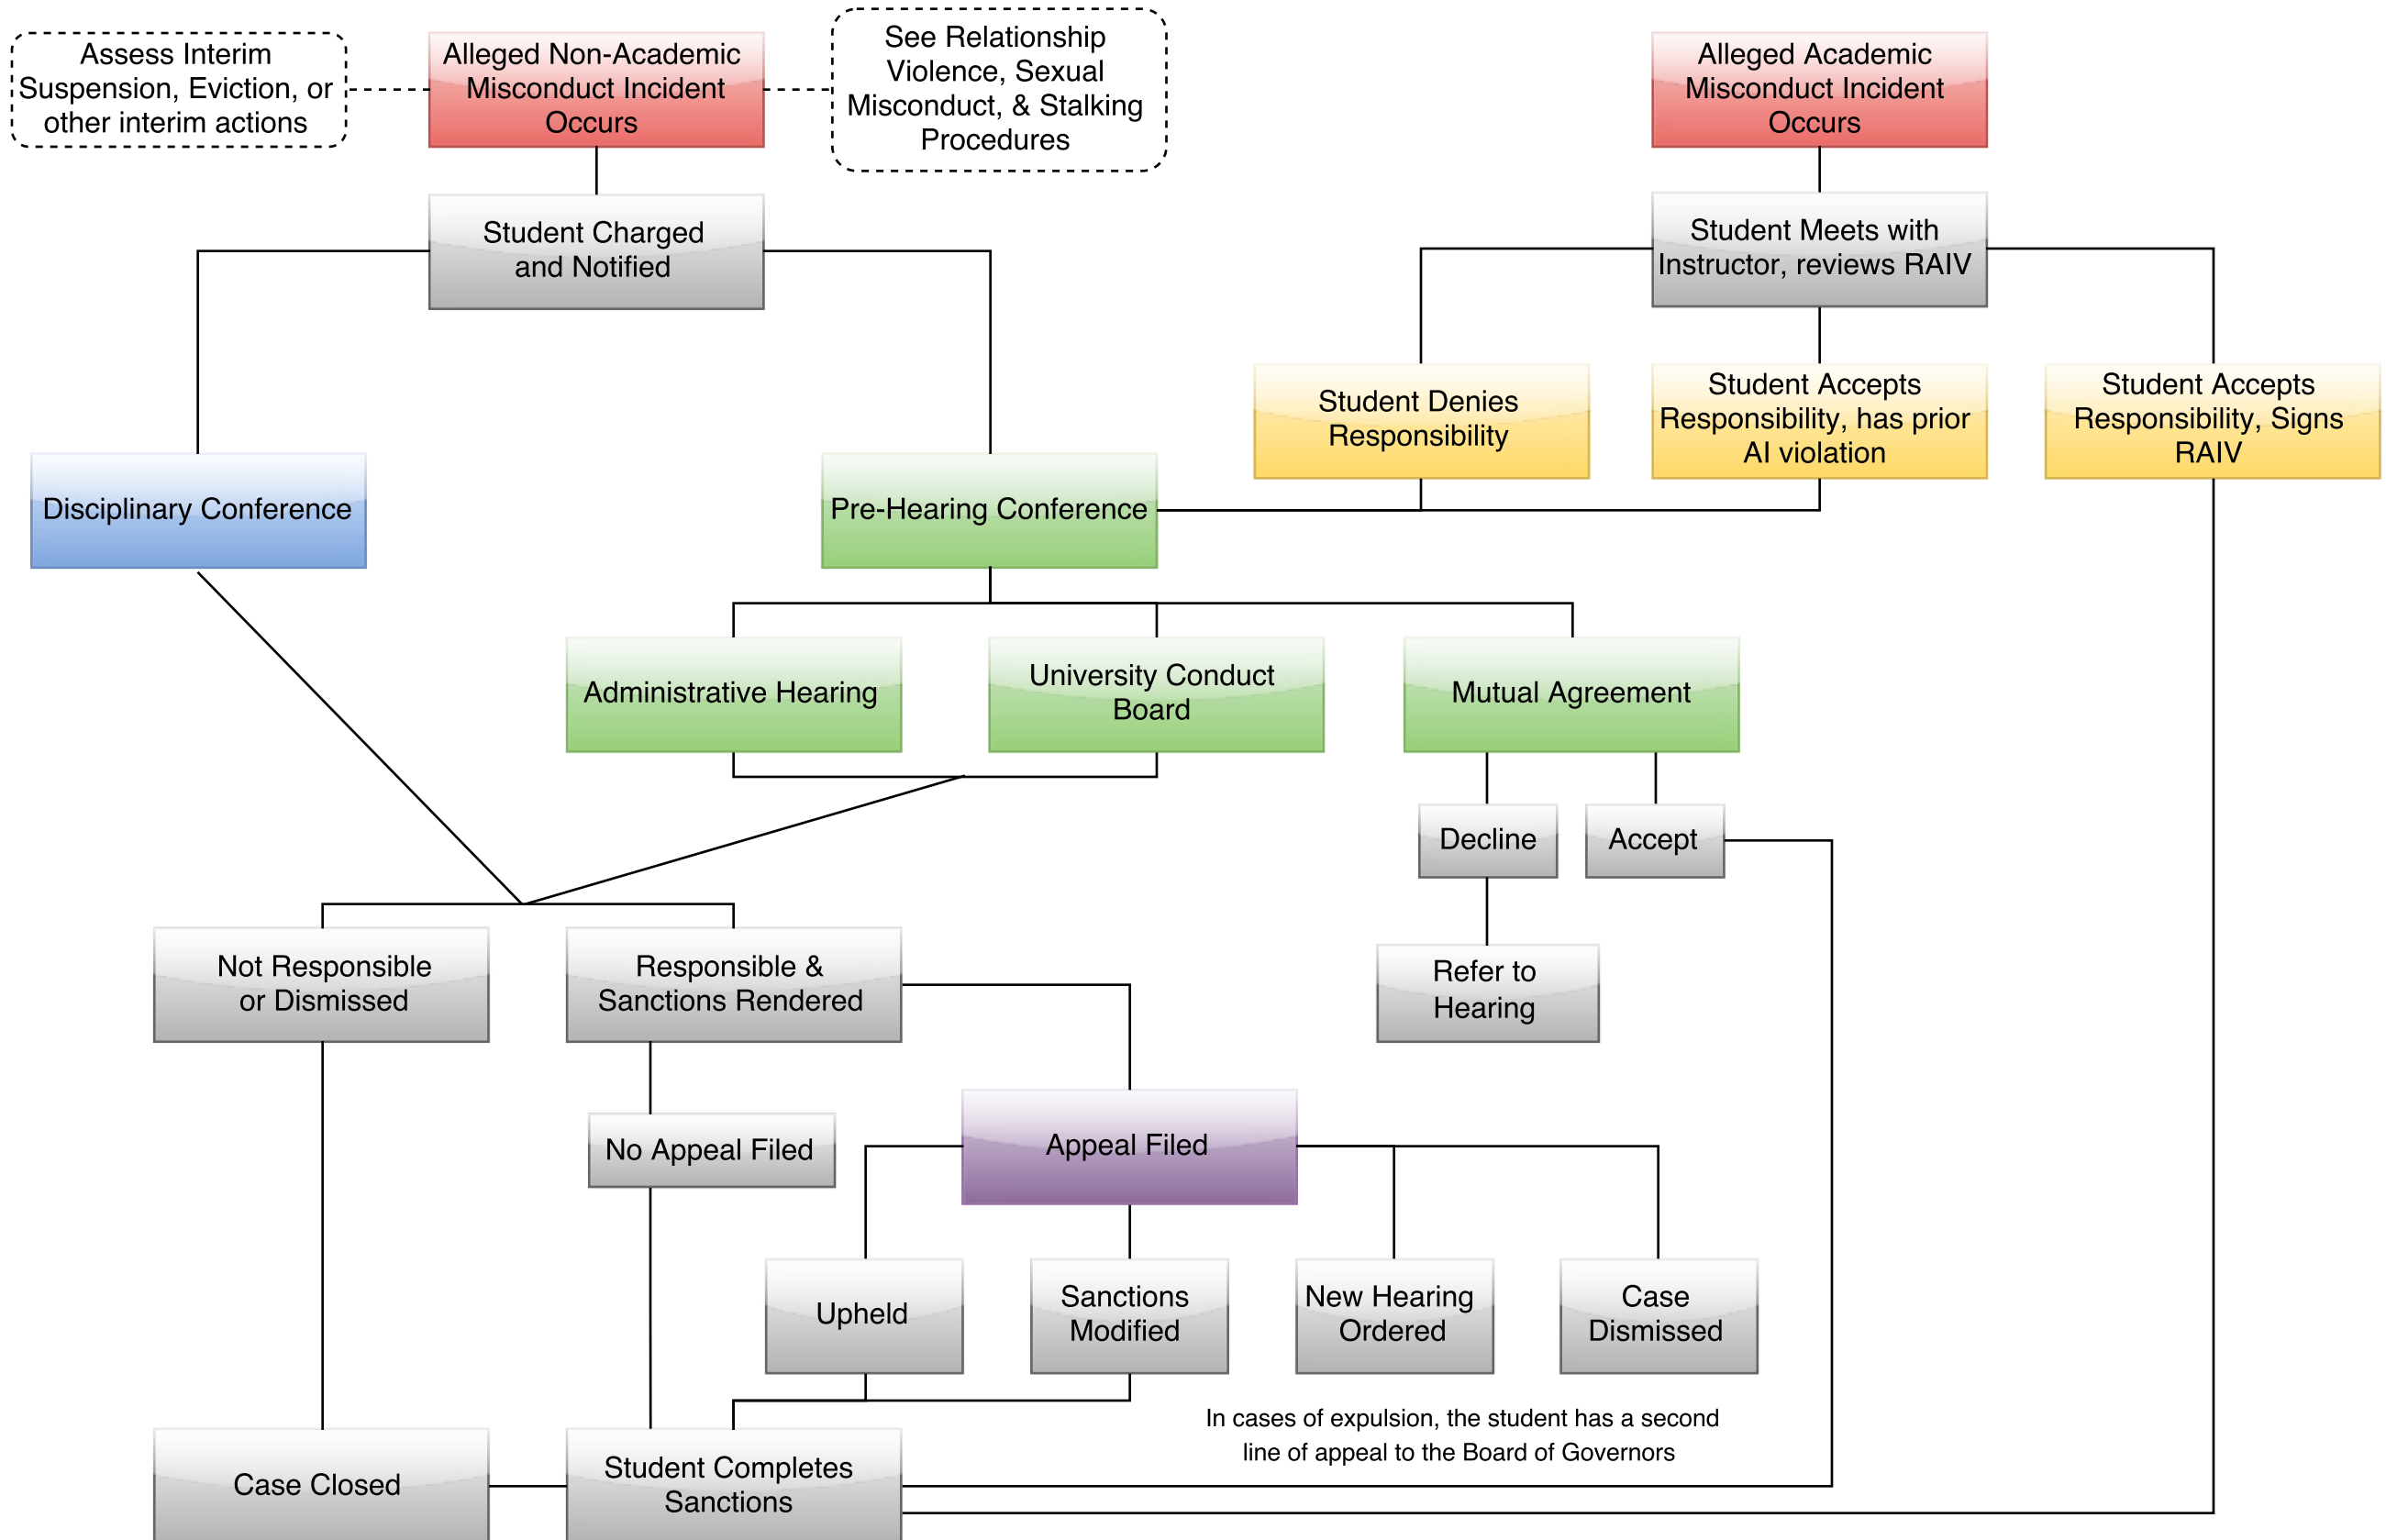 Assess Interim
Suspension, Eviction, or
other interim actions
Alleged Non-Academic
Misconduct Incident
Occurs
See Relationship
Violence, Sexual
Misconduct, & Stalking
Procedures
Alleged Academic
Misconduct Incident
Occurs
Student Charged
and Notified
Student Meets with
Instructor, reviews RAIV
Student Denies
Responsibility
Student Accepts
Responsibility, has prior
AI violation
Student Accepts
Responsibility, Signs
RAIV
Disciplinary Conference
Pre-Hearing Conference
Administrative Hearing
University Conduct
Board
Mutual Agreement
Decline
Accept
Refer to
Hearing
Not Responsible
or Dismissed
Responsible &
Sanctions Rendered
No Appeal Filed
Appeal Filed
Upheld
Sanctions
Modified
New Hearing
Ordered
Case
Dismissed
In cases of expulsion, the student has a second
line of appeal to the Board of Governors
Case Closed
Student Completes
Sanctions